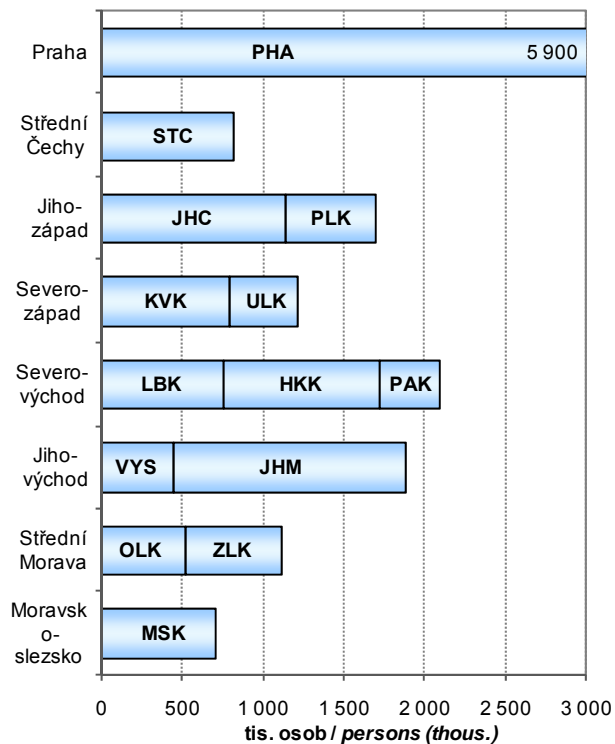 Praha
PHA
5 900
Střední
Čechy
STC
Jiho-
západ
JHC PLK
Severo-
západ
KVK ULK
Severo-
východ
LBK HKK PAK
Jiho-
východ
VYS JHM
Střední
Morava
OLK ZLK
Moravsk
o-
slezsko
MSK
0 500 1 000 1 500 2 000 2 500 3 000
tis. osob / persons (thous.)